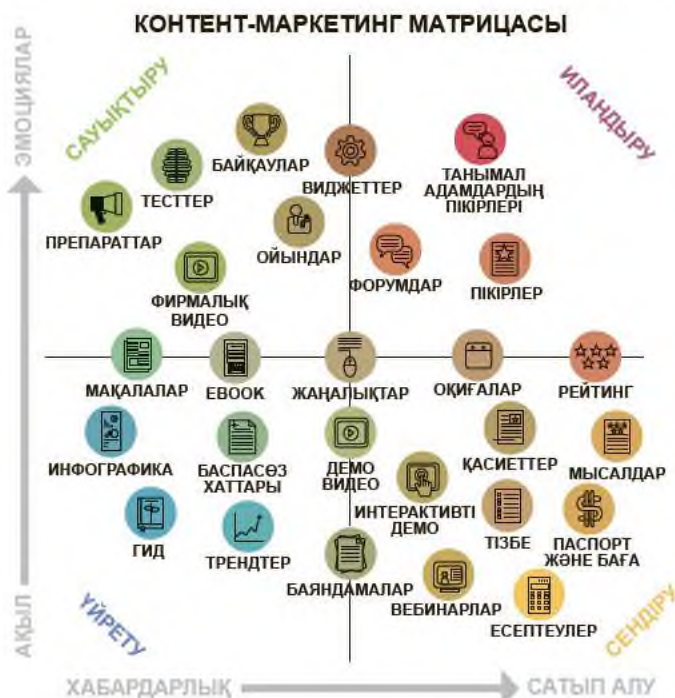 КОНТЕНТ-МАРКЕТИНГ МАТРИЦАСЫ
ЭМОЦИЯЛАР
САУЫҚТЫРУ
ИЛАНДЫРУ
БАЙҚАУЛАР
ВИДЖЕТТЕР
ТАНЫМАЛ
АДАМДАРДЫҢ
ПІКІРЛЕРІ
ТЕСТТЕР
ПРЕПАРАТТАР
ОЙЫНДАР
ФОРУМДАР
ПІКІРЛЕР
ФИРМАЛЫҚ
ВИДЕО
МАҚАЛАЛАР
EBOOK
ЖАҢАЛЫҚТАР
ОҚИҒАЛАР
РЕЙТИНГ
ИНФОГРАФИКА
БАСПАСӨЗ
ХАТТАРЫ
ДЕМО
ВИДЕО
ҚАСИЕТТЕР
МЫСАЛДАР
ИНТЕРАКТИВТІ
ДЕМО
ГИД
ТРЕНДТЕР
ТІЗБЕ
ПАСПОРТ
ЖӘНЕ БАҒА
БАЯНДАМАЛАР
ВЕБИНАРЛАР
ЕСЕПТЕУЛЕР
АҚЫЛ
ҮЙРЕТУ
СЕНДІРУ
ХАБАРДАРЛЫҚ
САТЫП АЛУ